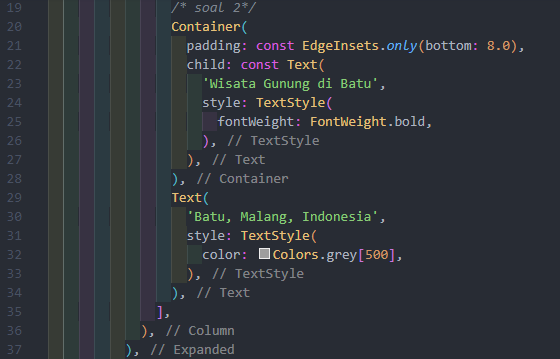 19 /* soal 2*/
20 Container(
21 padding: const EdgeInsets.only(bottom: 8.0),
22 child: const Text(
23 'Wisata Gunung di Batu',
24 style: TextStyle(
25 fontWeight: FontWeight.bold,
26 ), // TextStyle
27 ), // Text
28 ), // Container
29 Text(
30 'Batu, Malang, Indonesia',
31 style: TextStyle(
32 color: Colors.grey[500],
33 ), // TextStyle
34 ), // Text
35 ],
36 ), // Column
37 ), // Expanded